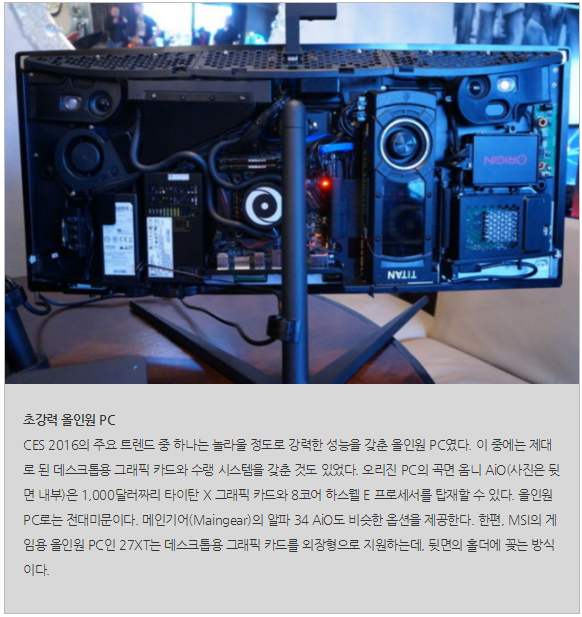 ORIGIN
TITAN
초강력 올인원 PC
CES 2016의 주요 트렌드 중 하나는 놀라울 정도로 강력한 성능을 갖춘 올인원 PC였다. 이 중에는 제대
로 된 데스크톱용 그래픽 카드와 수랭 시스템을 갖춘 것도 있었다. 오리진 PC의 곡면 옴니 AiO(사진은 뒷
면 내부)은 1,000달러짜리 타이탄 X 그래픽 카드와 8코어 하스웰 E 프로세서를 탑재할 수 있다. 올인원
PC로는 전대미문이다. 메인기어(Maingear)의 알파 34 AiO도 비슷한 옵션을 제공한다. 한편, MSI의 게
임용 올인원 PC인 27XT는 데스크톱용 그래픽 카드를 외장형으로 지원하는데, 뒷면의 홀더에 꽂는 방식
이다.